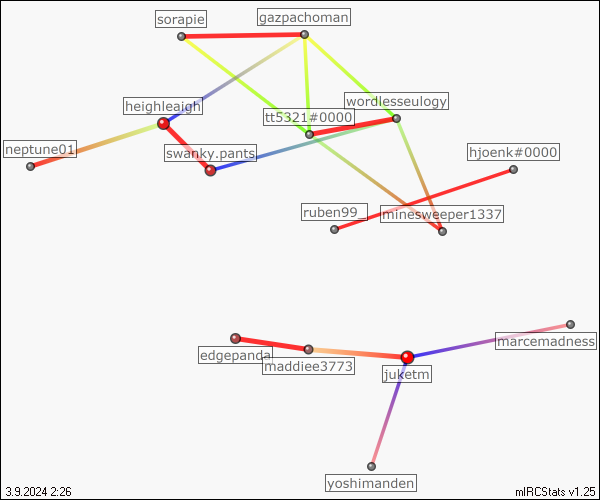 gazpachoman
sorapie
wordlesseulogy
heighleaigh
tt5321#0000
neptune01
swanky.pants
hjoenk#0000
ruben99_
minesweeper1337
marcemadness
edgepanda
maddiee3773
juketm
yoshimanden
3.9.2024 2:26
mIRCStats v1.25